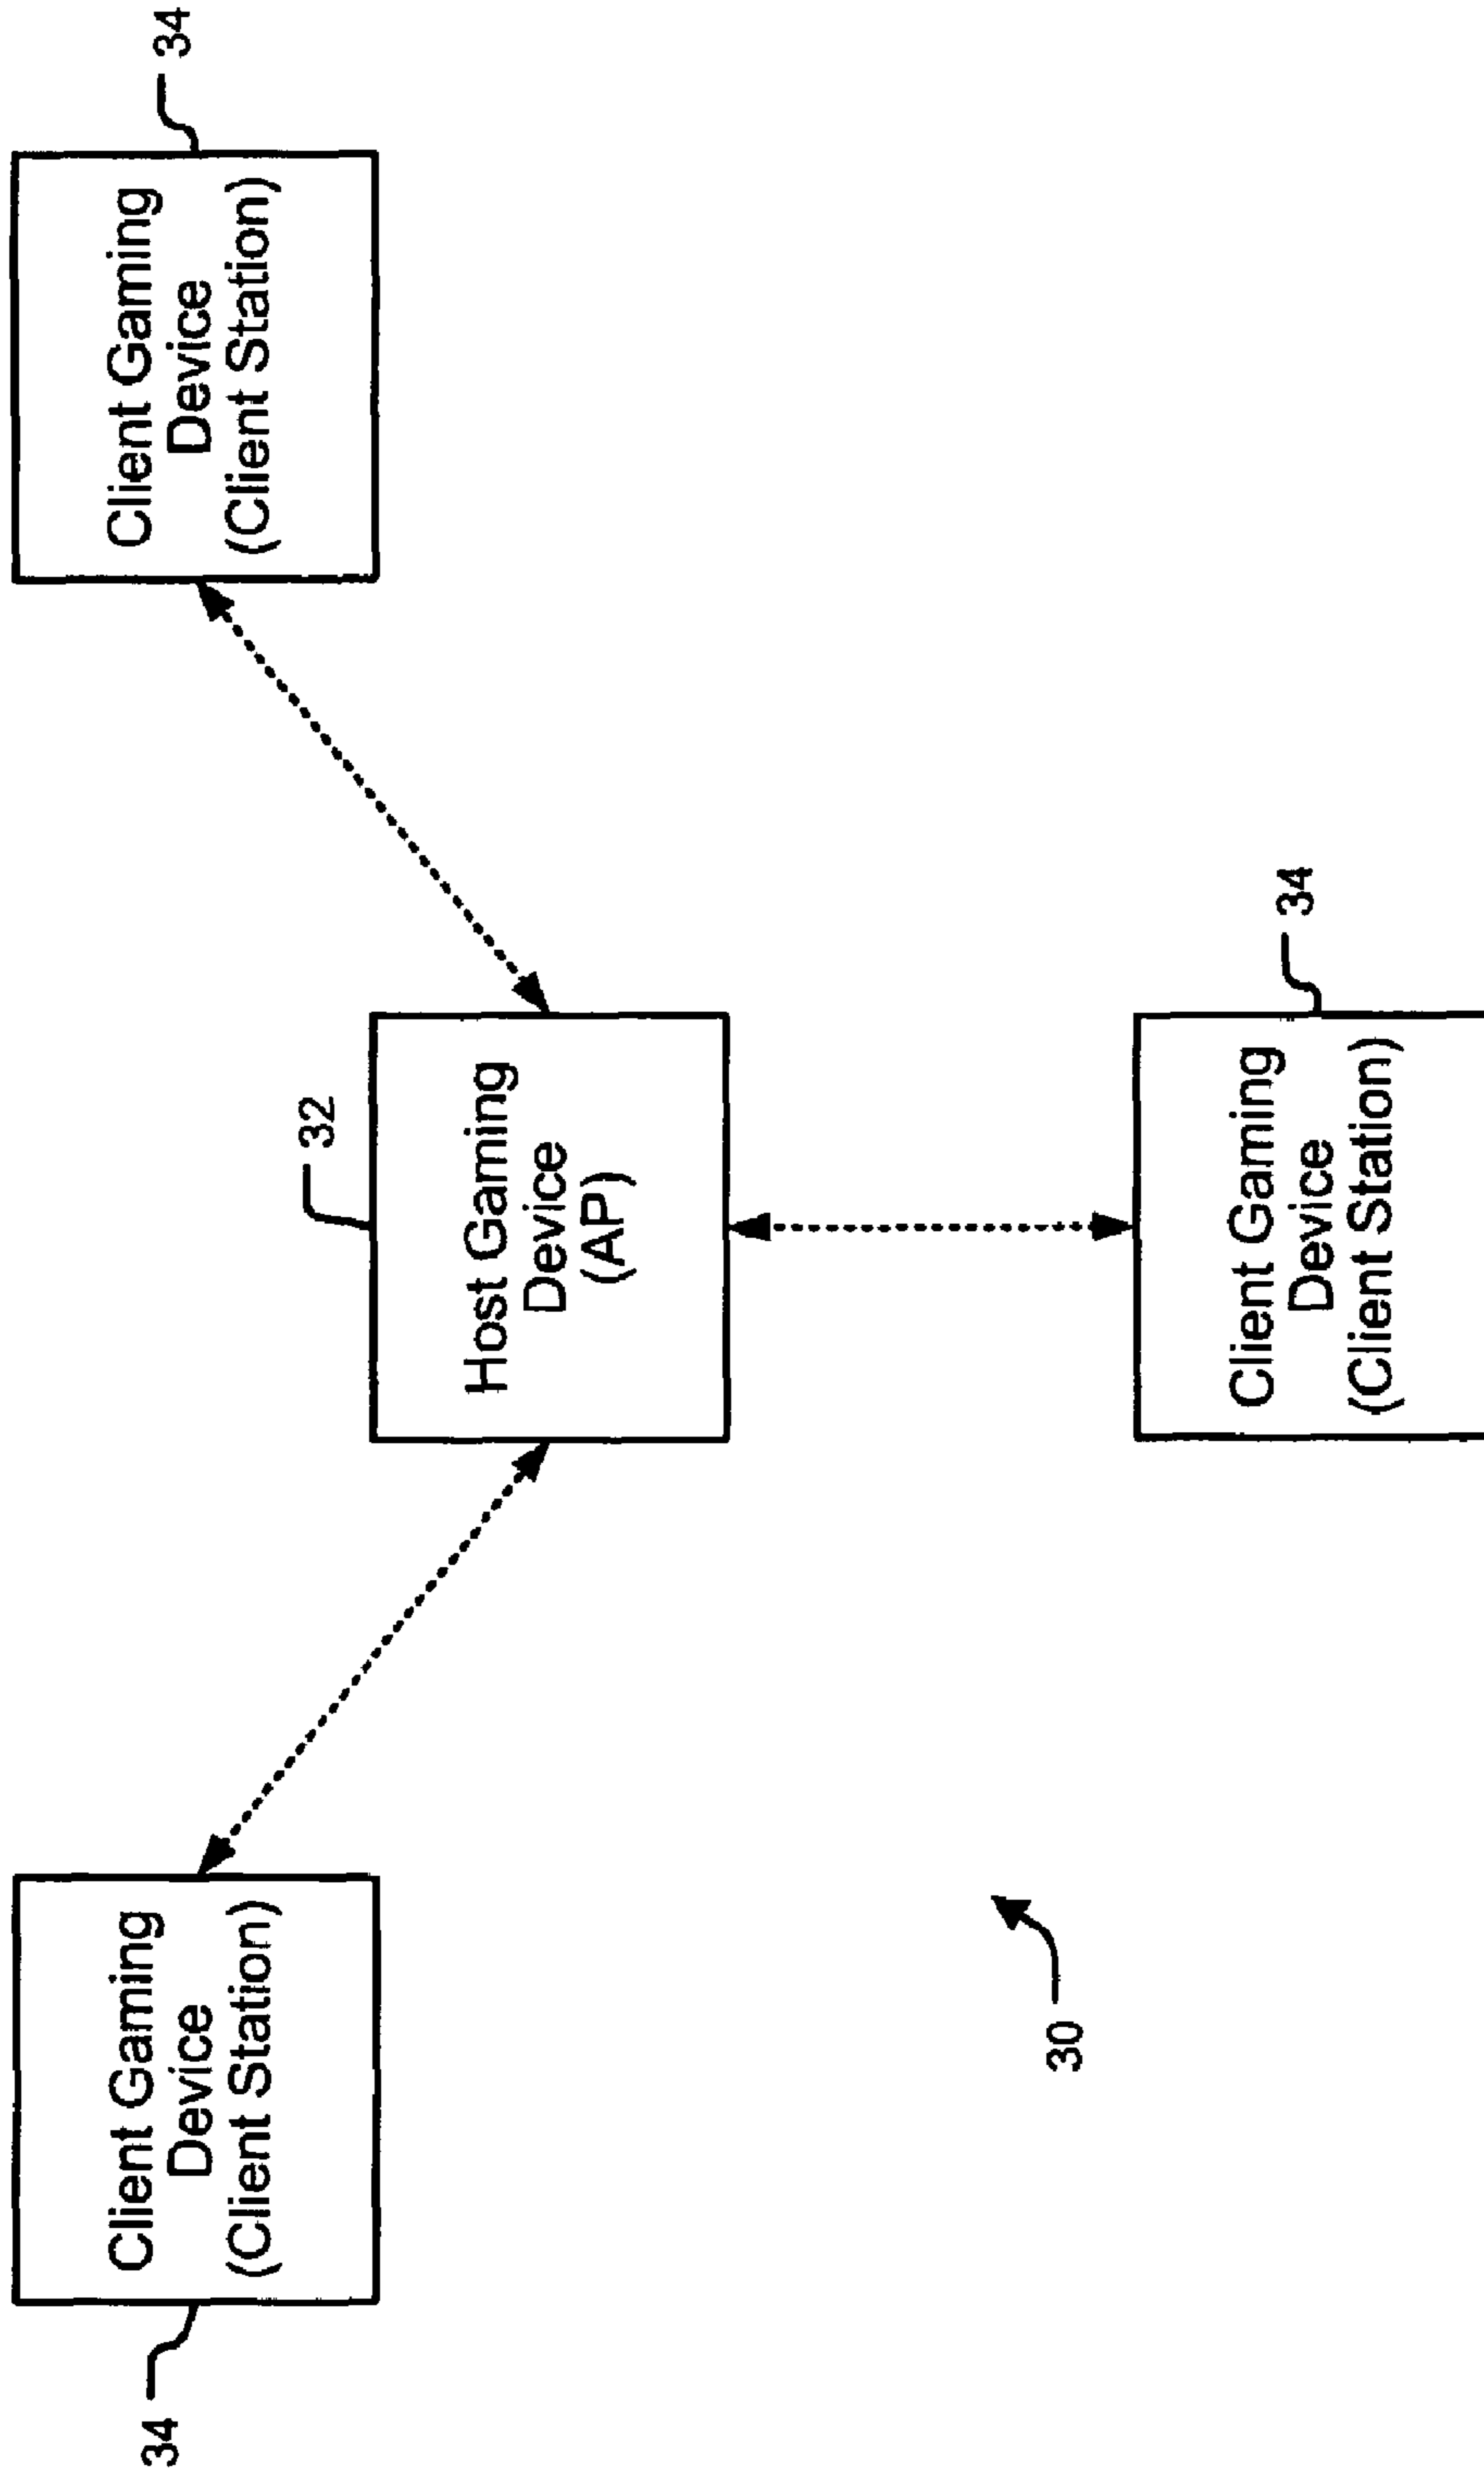 34
Client Gaming
Device
(Client Station)
32
Host Gaming
Device
(AP)
Client Gaming
Device
(Client Station)
34
30
Client Gaming
Device
(Client Station)
34